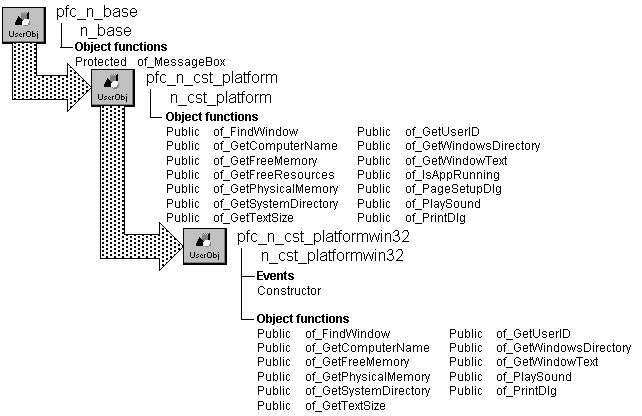 pfc_n_base
UserObj
n_base
Object functions
Protected of_MessageBox
pfc_n_cst_platform
UserObj
n_cst_platform
Object functions
Public of_FindWindow Public of_GetUserID
Public of_GetComputerName Public of_GetWindowsDirectory
Public of_GetFreeMemory Public of_GetWindowText
Public of_GetFreeResources Public of_IsAppRunning
Public of_GetPhysicalMemory Public of_PageSetupDlg
Public of_GetSystemDirectory Public of_PlaySound
Public of_GetTextSize Public of_PrintDlg
pfc_n_cst_platformwin32
UserObj
n_cst_platformwin32
Events
Constructor
Object functions
Public of_FindWindow Public of_GetUserID
Public of_GetComputerName Public of_GetWindowsDirectory
Public of_GetFreeMemory Public of_GetWindowText
Public of_GetPhysicalMemory Public of_PlaySound
Public of_GetSystemDirectory Public of_PrintDlg
Public of_GetTextSize